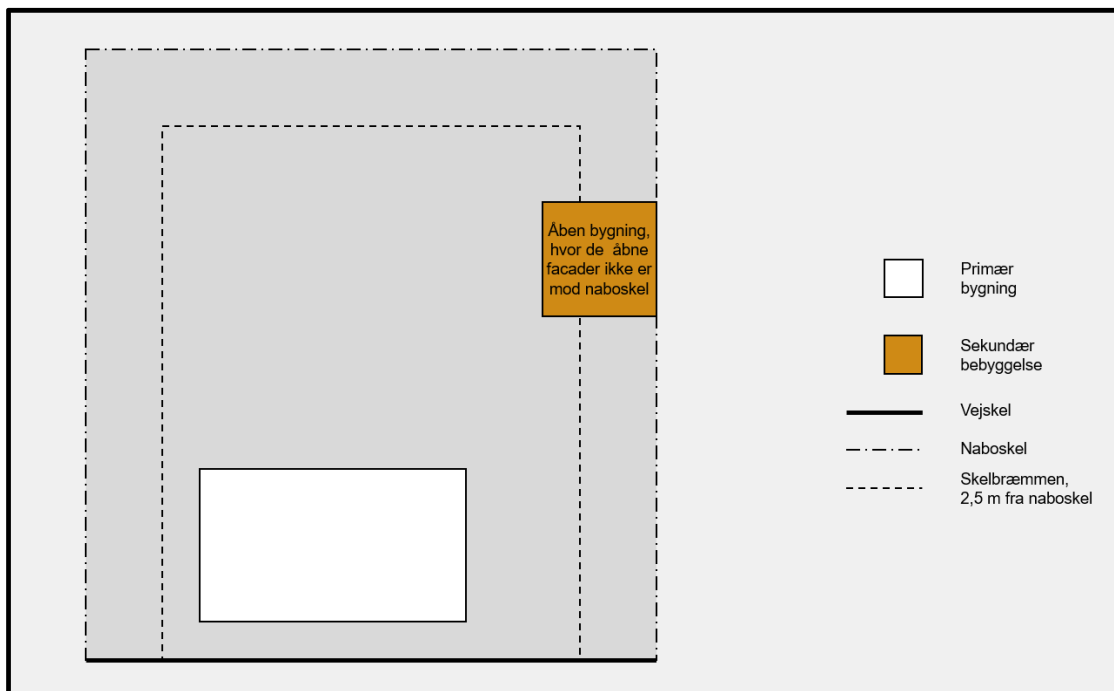 Åben bygning,
hvor de åbne
facader ikke er
mod naboskel
Primær
bygning
Sekundær
bebyggelse
Vejskel
Naboskel
Skelbræmmen,
2,5 m fra naboskel